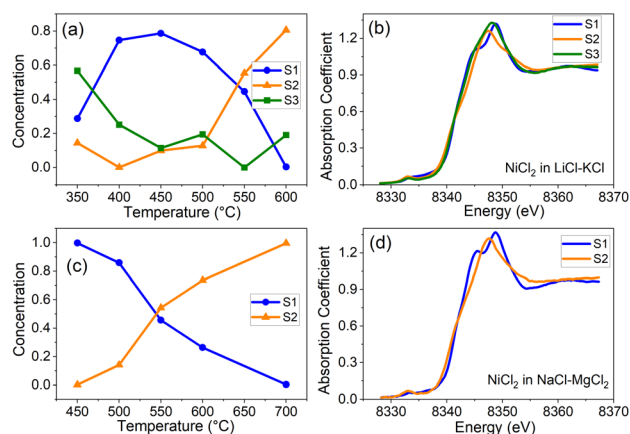 (a)
Concentration
0.8
0.6
0.4
0.2
0.0
S1
S2
S3
350 400 450 500 550 600
Temperature (°C)
(b)
Absorption Coefficient
1.2
0.9
0.6
0.3
0.0
S1
S2
S3
NiCl2 in LiCl-KCl
8330 8340 8350 8360 8370
Energy (eV)
(c)
Concentration
1.0
0.8
0.6
0.4
0.2
0.0
S1
S2
450 500 550 600 650 700
Temperature (°C)
(d)
Absorption Coefficient
1.2
0.9
0.6
0.3
0.0
S1
S2
NiCl2 in NaCl-MgCl2
8330 8340 8350 8360 8370
Energy (eV)